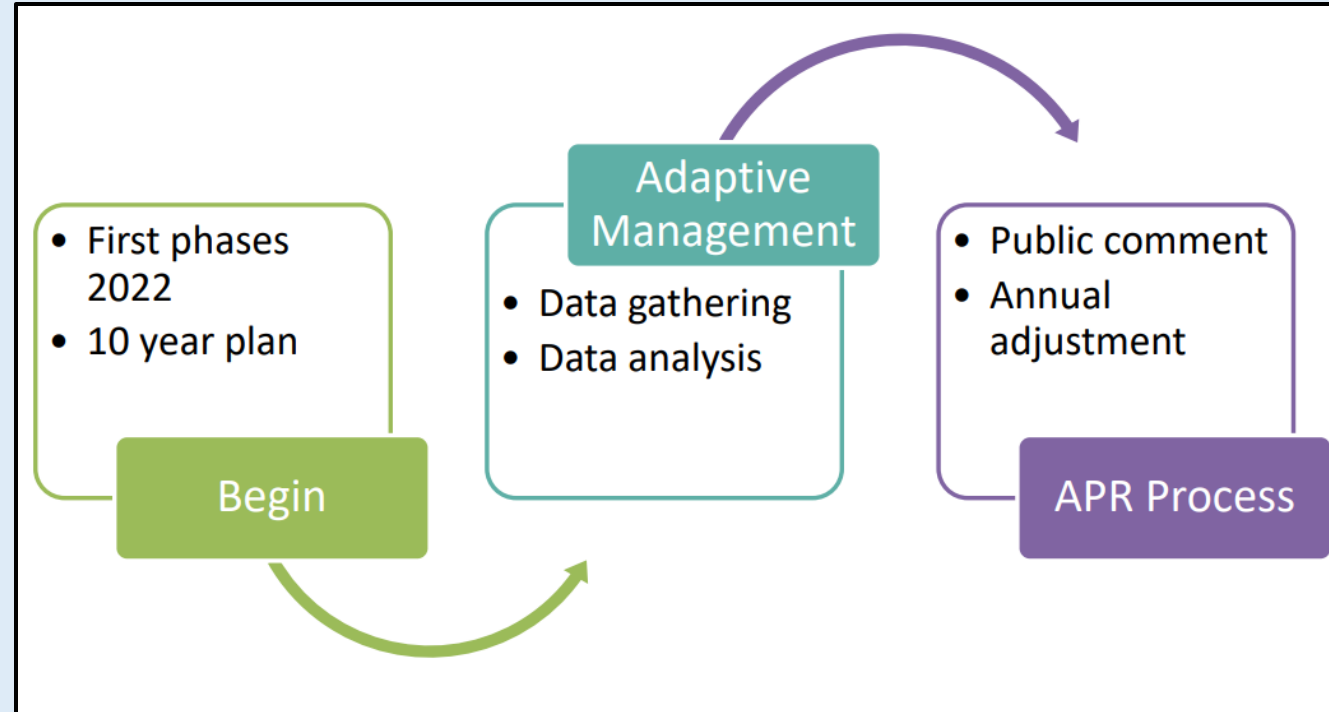 • First phases
2022
• 10 year plan
Begin
Adaptive
Management
• Data gathering
• Data analysis
• Public comment
• Annual
adjustment
APR Process